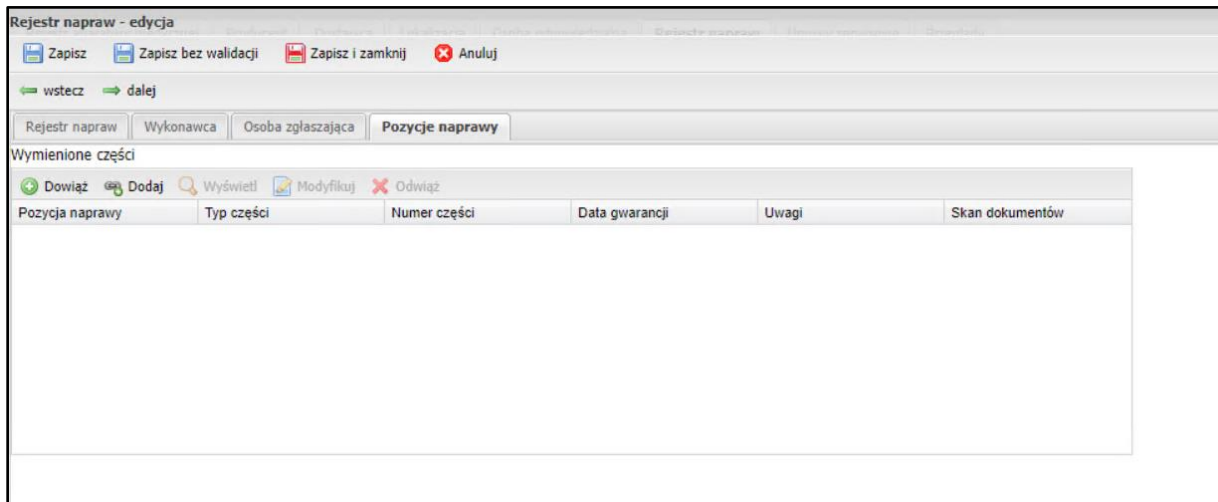 Rejestr napraw - edycja
Zapisz Zapisz bez walidacji Zapisz i zamknij Anuluj
wstecz dalej
Rejestr napraw Wykonawca Osoba zgłaszająca Pozycje naprawy
Wymienione części
Dowiąż Dodaj Wyświetl Modyfikuj Odwiąż
Pozycja naprawy Typ części Numer części Data gwarancji Uwagi Skan dokumentów